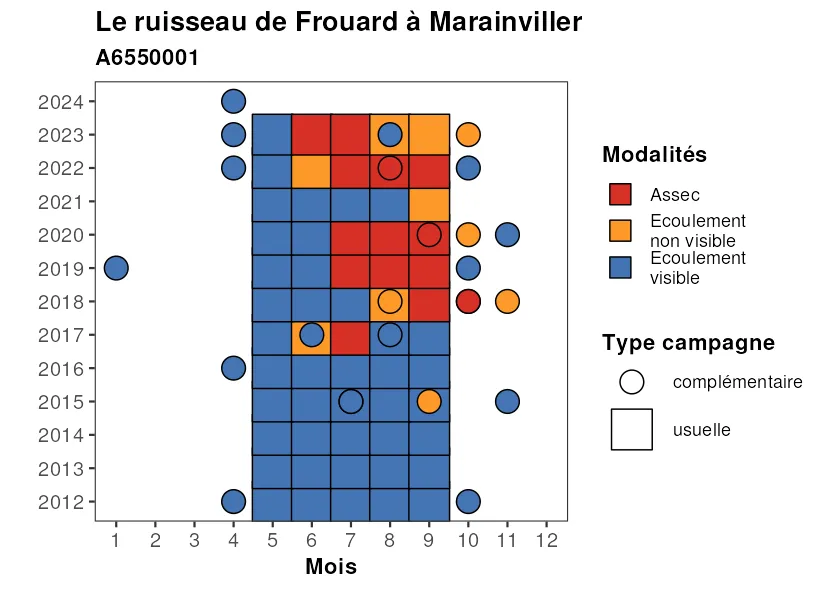 Le ruisseau de Frouard à Marainviller
A6550001
2024
2023
2022
2021
2020
2019
2018
2017
2016
2015
2014
2013
2012
1 2 3 4 5 6 7 8 9 10 11 12
Mois
Modalités
Assec
Ecoulement
non visible
Ecoulement
visible
Type campagne
complémentaire
usuelle